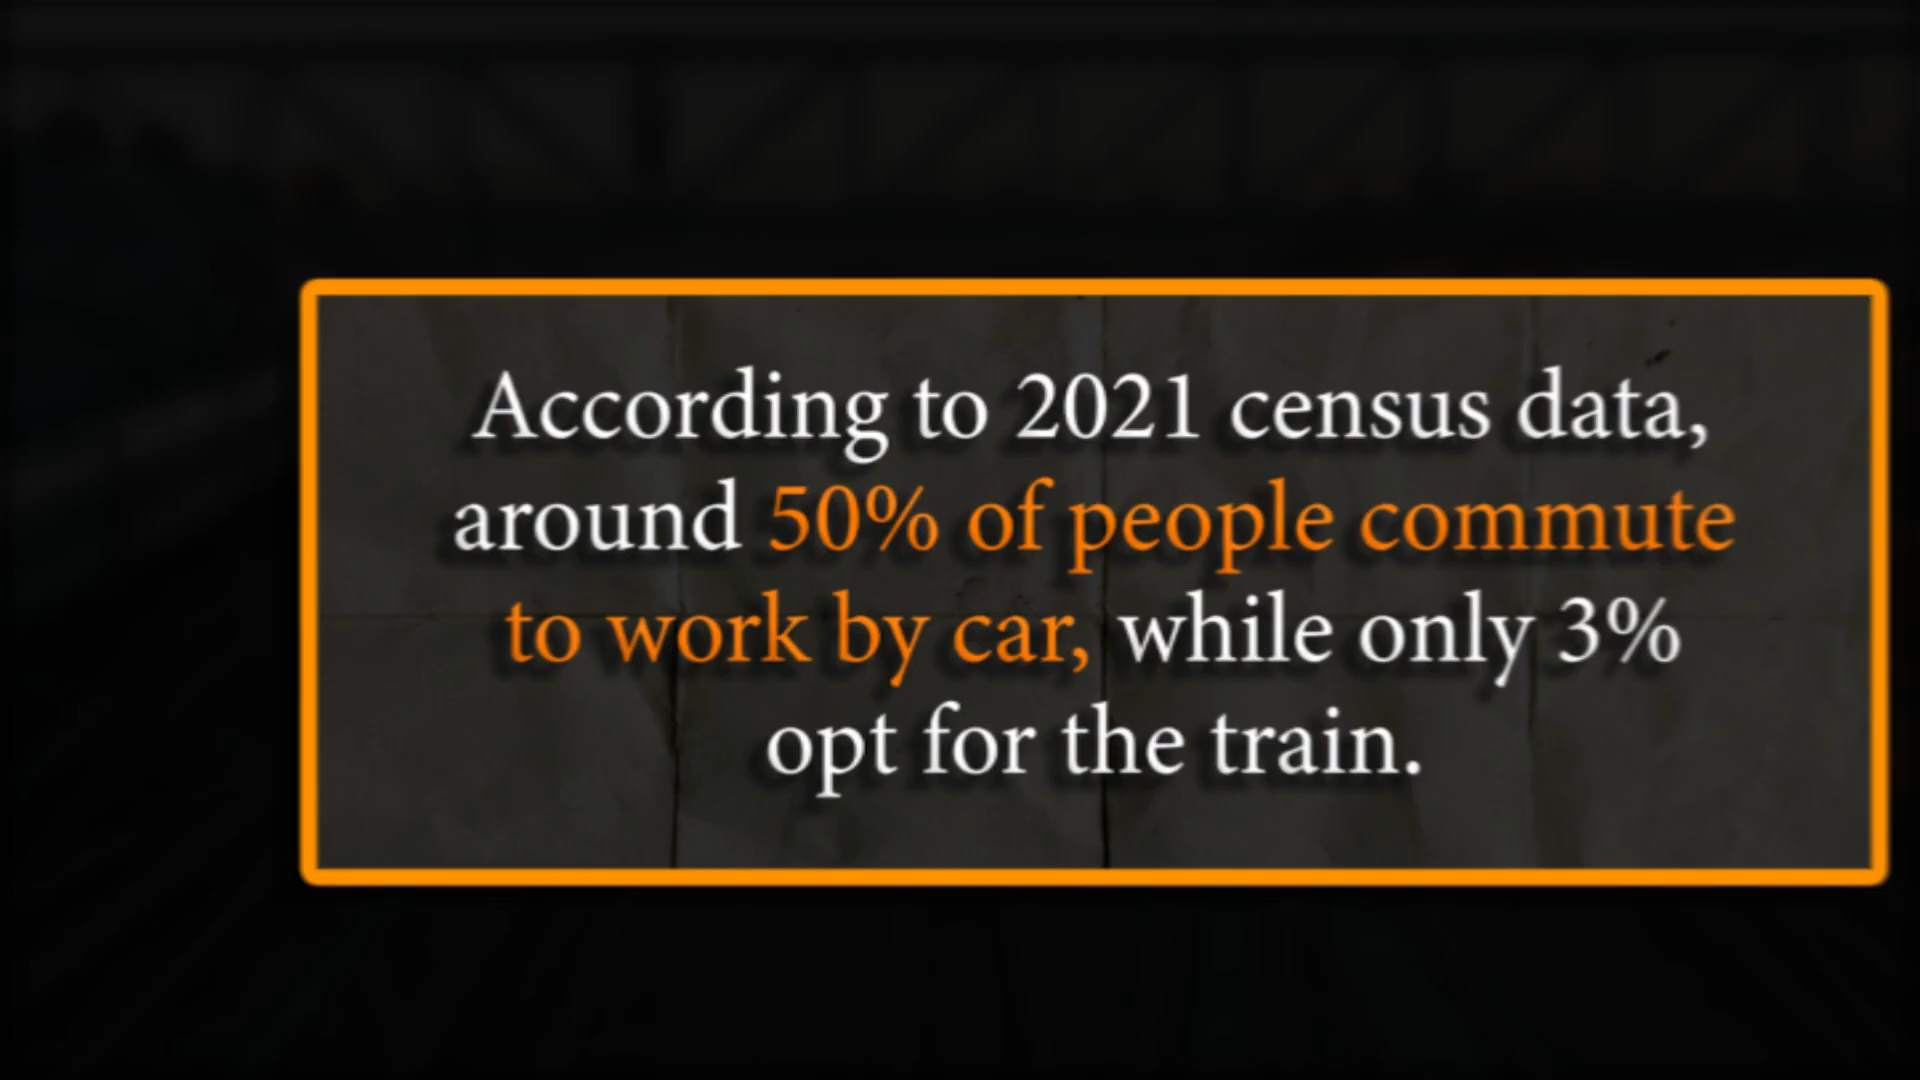 According to 2021 census data,
around 50% of people commute
to work by car, while only 3%
opt for the train.